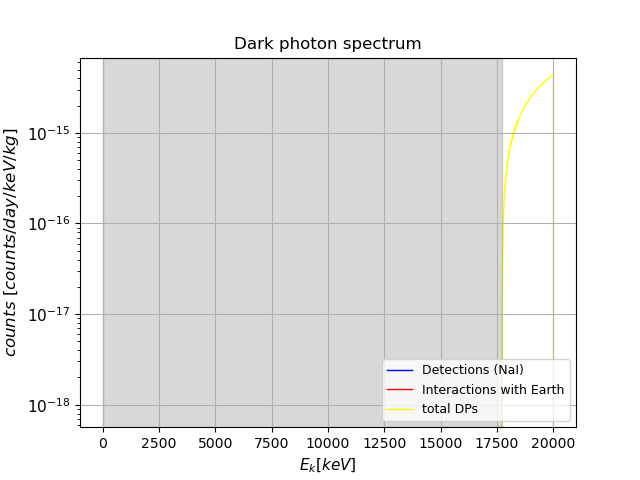 Dark photon spectrum
counts [counts/day/keV/kg]
10^{-15}
10^{-16}
10^{-17}
10^{-18}
Detections (NaI)
Interactions with Earth
total DPs
0 2500 5000 7500 10000 12500 15000 17500 20000
E_k[keV]